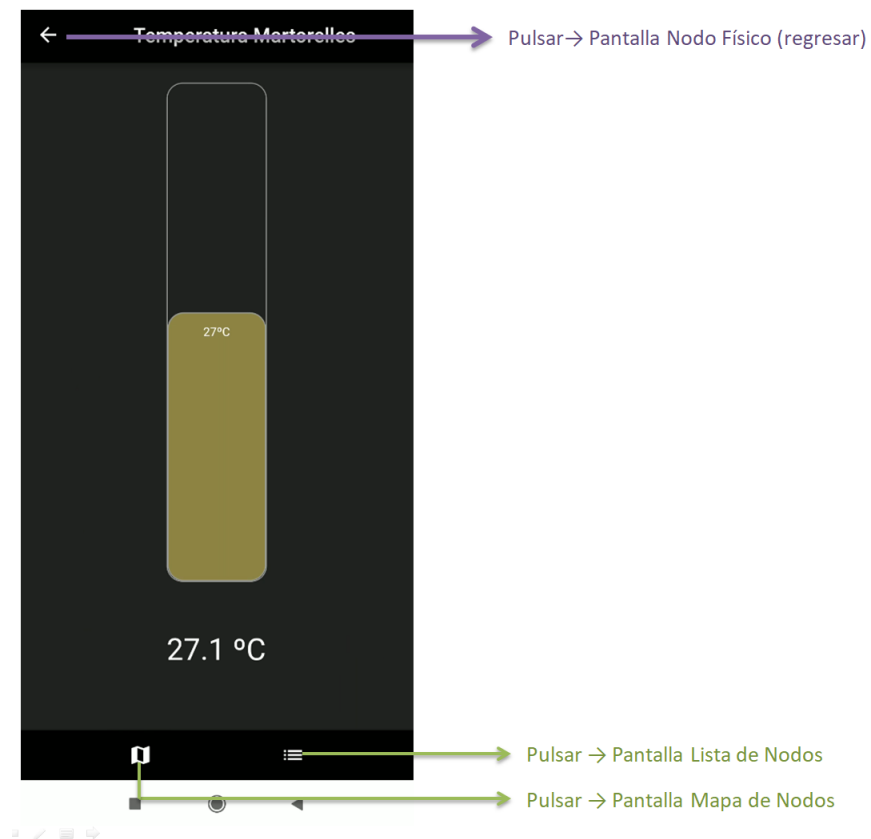 Temperatura Martorelles
Pulsar→ Pantalla Nodo Físico (regresar)
27ºC
27.1 ºC
Pulsar → Pantalla Lista de Nodos
Pulsar → Pantalla Mapa de Nodos